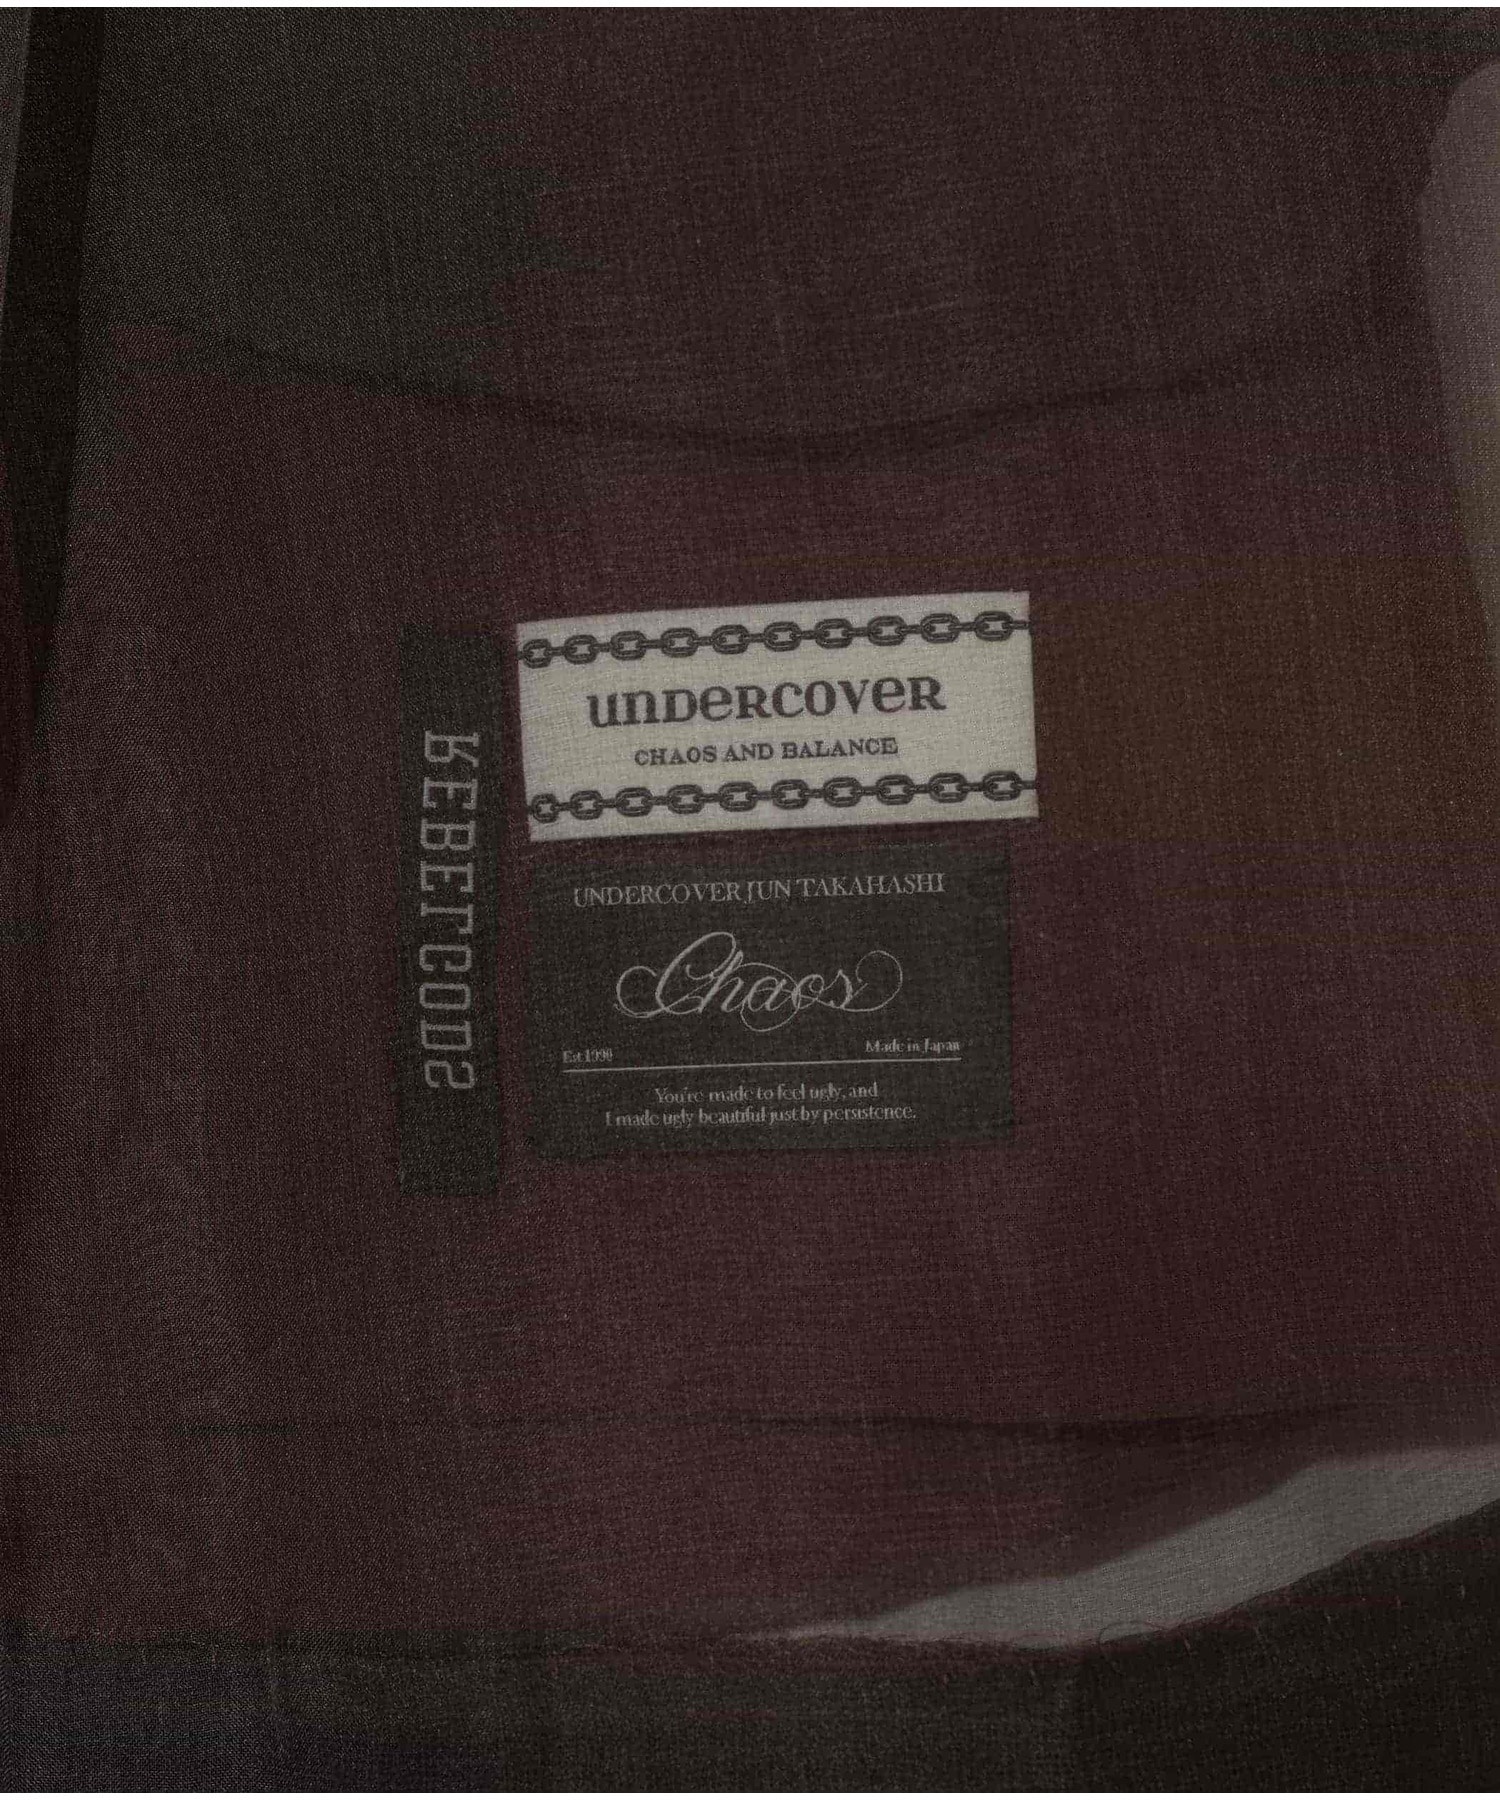 undercover
CHAOS AND BALANCE
UNDERCOVER JUN TAKAHASHI
Chaos
Est 1990
Made in Japan
You're made to feel ugly, and
I made ugly beautiful just by persistence.
REBELGODS